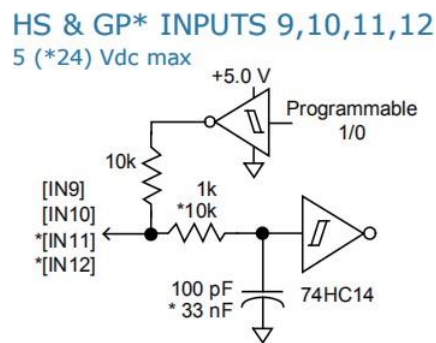 HS & GP* INPUTS 9,10,11,12
5 (*24) Vdc max
+5.0 V
Programmable
1/0
10k
1k
*10k
[IN9]
[IN10]
*[IN11]
*[IN12]
100 pF
* 33 nF
74HC14